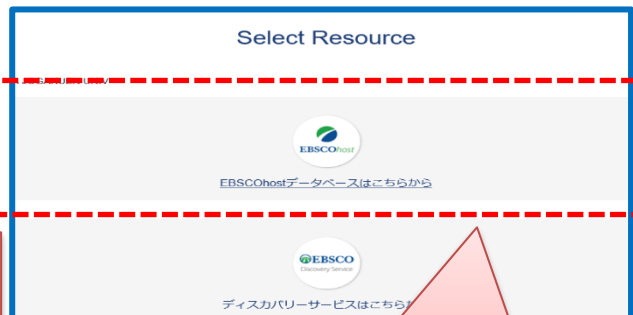 Select Resource
EBSCOhost
EBSCOhostデータベースはこちらから
EBSCO
Discovery Service
ディスカバリーサービスはこちら